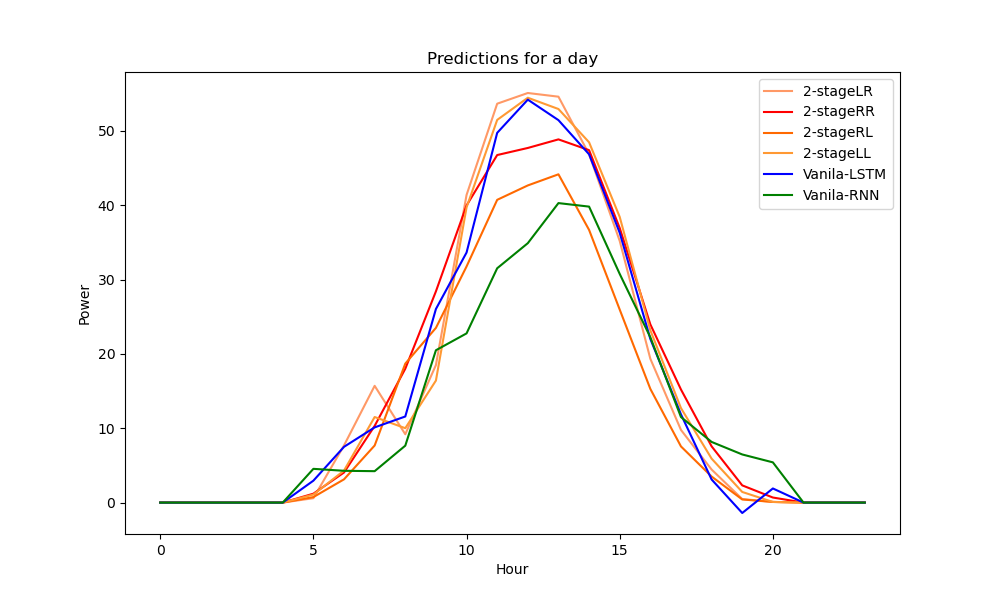 Predictions for a day
2-stageLR
2-stageRR
2-stageRL
2-stageLL
Vanila-LSTM
Vanila-RNN
Power
50
40
30
20
10
0
0 5 10 15 20
Hour